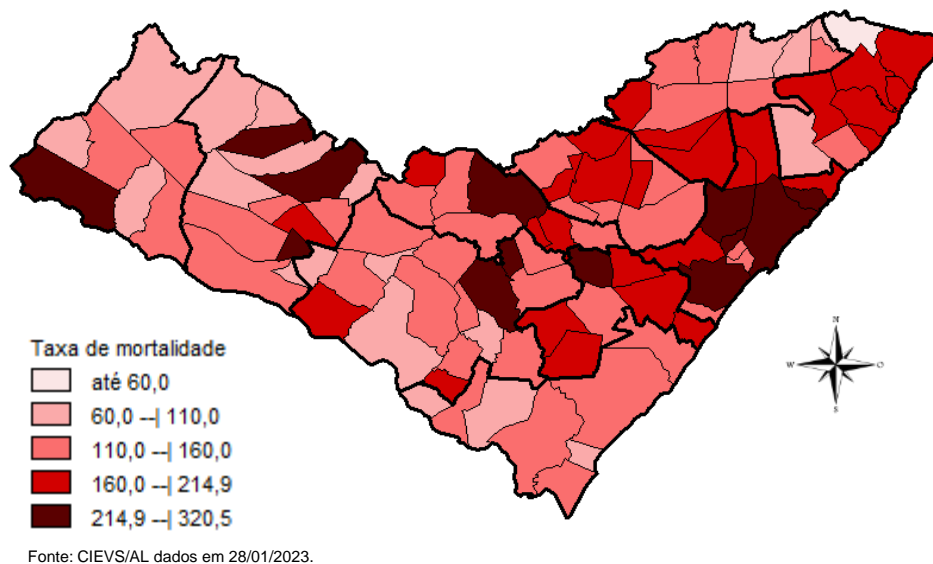 Taxa de mortalidade
até 60,0
60,0 --| 110,0
110,0 --| 160,0
160,0 --| 214,9
214,9 --| 320,5
N
W
O
S
Fonte: CIEVS/AL dados em 28/01/2023.